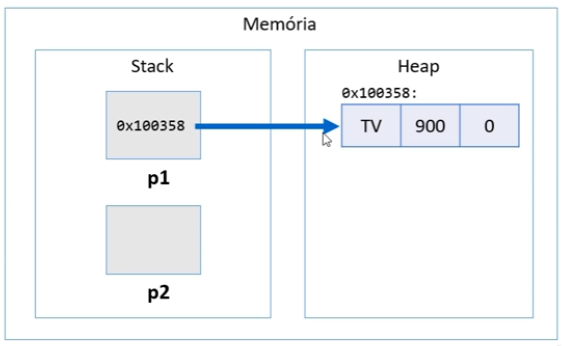 Memória
Stack
Heap
0x100358:
0x100358
TV 900 0
p1
p2